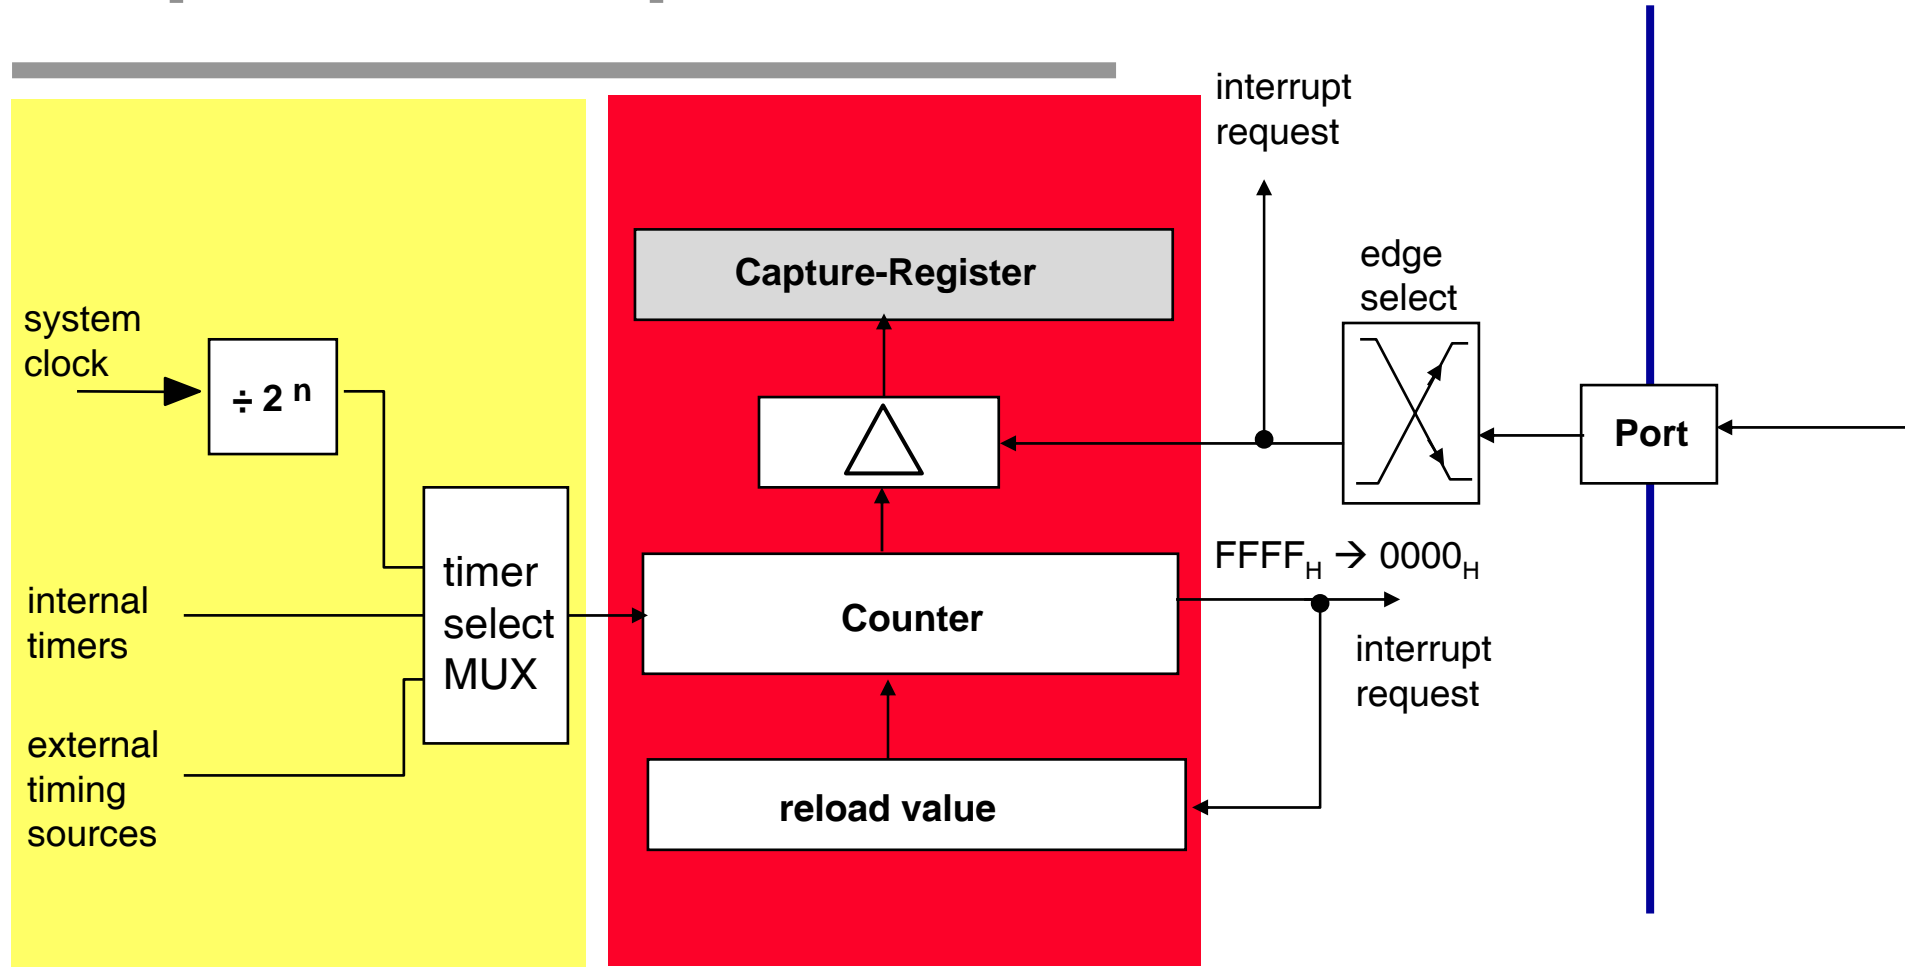 interrupt
request
Capture-Register
edge
select
system
clock
÷ 2 n
Port
timer
select
MUX
internal
timers
FFFFH → 0000H
Counter
interrupt
request
external
timing
sources
reload value